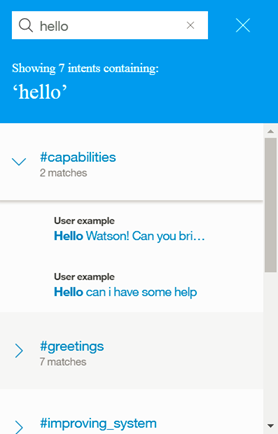 hello
Showing 7 intents containing:
‘hello’
#capabilities
2 matches
User example
Hello Watson! Can you bri…
User example
Hello can i have some help
#greetings
7 matches
#improving_system